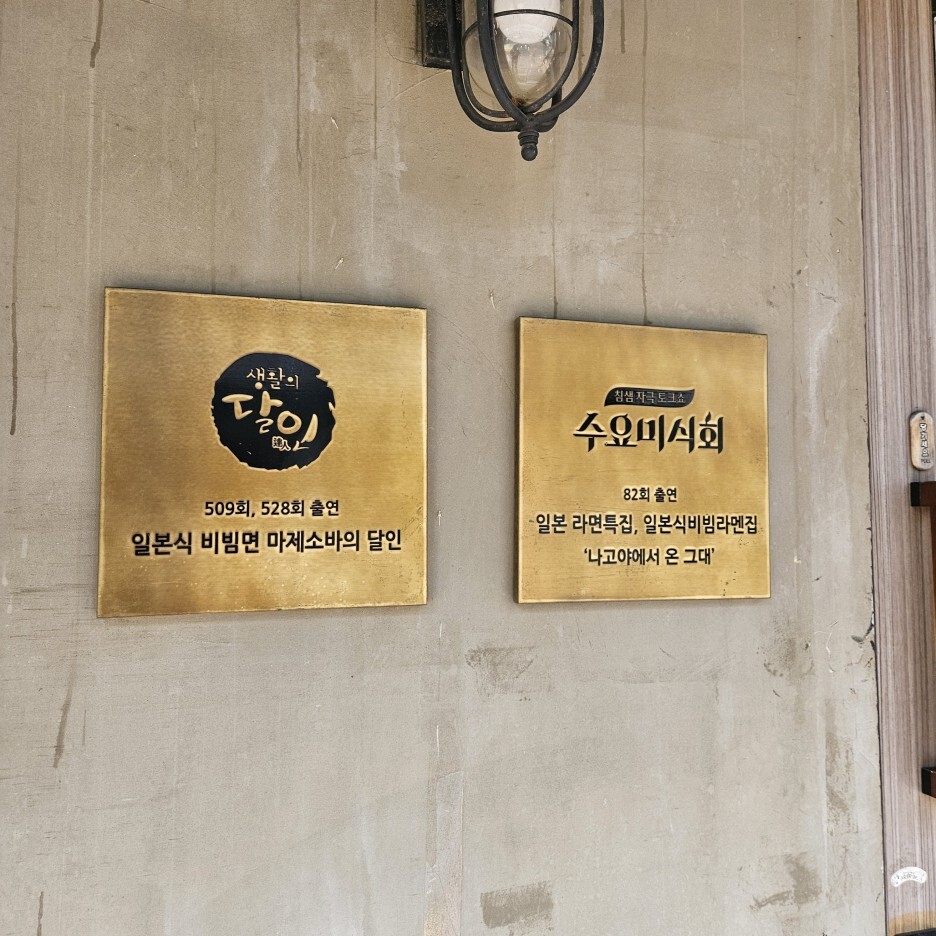 생활의
달인
達人
509회, 528회 출연
일본식 비빔면 마제소바의 달인
침샘 자극 토크쇼
수요미식회
82회 출연
일본 라면특집, 일본식비빔라멘집
‘나고야에서 온 그대’